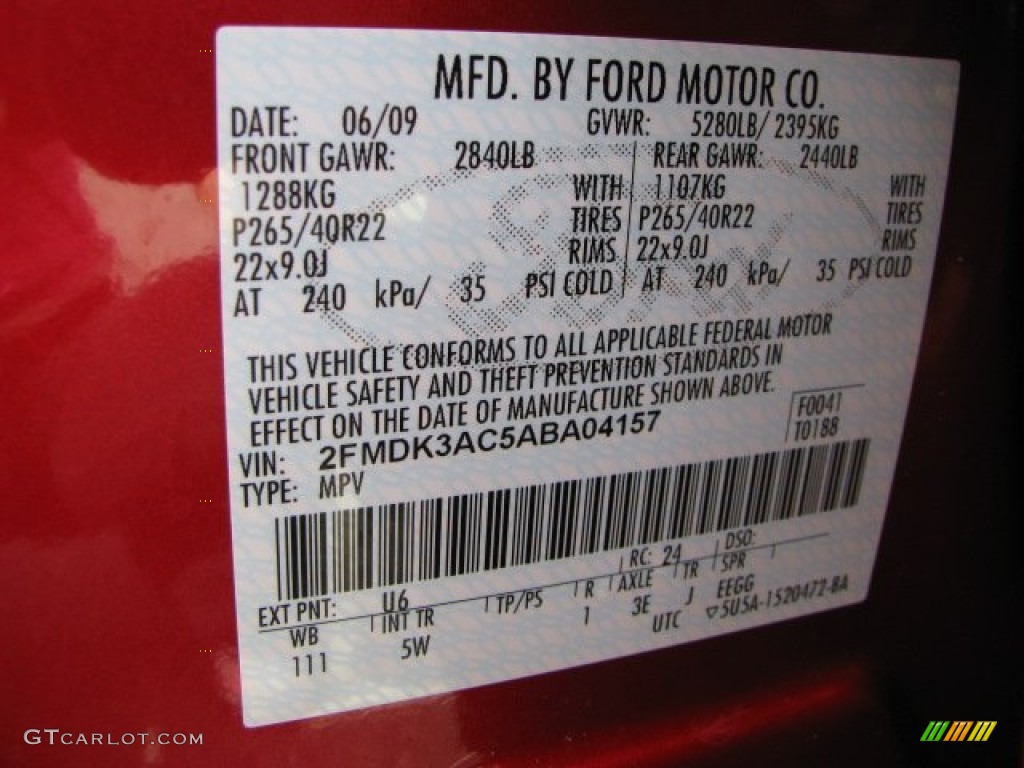 MFD. BY FORD MOTOR CO.
DATE: 06/09 GVWR: 5280LB/ 2395KG
FRONT GAWR: 2840LB REAR GAWR: 2440LB
1288KG WITH 1107KG WITH
P265/40R22 TIRES P265/40R22 TIRES
22x9.0J RIMS 22x9.0J RIMS
AT 240 kPa/ 35 PSI COLD AT 240 kPa/ 35 PSI COLD
THIS VEHICLE CONFORMS TO ALL APPLICABLE FEDERAL MOTOR
VEHICLE SAFETY AND THEFT PREVENTION STANDARDS IN
EFFECT ON THE DATE OF MANUFACTURE SHOWN ABOVE.
F0041
VIN: 2FMDK3AC5ABA04157 T0188
TYPE: MPV
EXT PNT: U6 RC: 24 DSO:
WB INT TR TP/PS R AXLE TR SPR
111 5W 1 3E J EEGG
UTC ▽5U5A-1520472-BA
GTCARLOT.COM